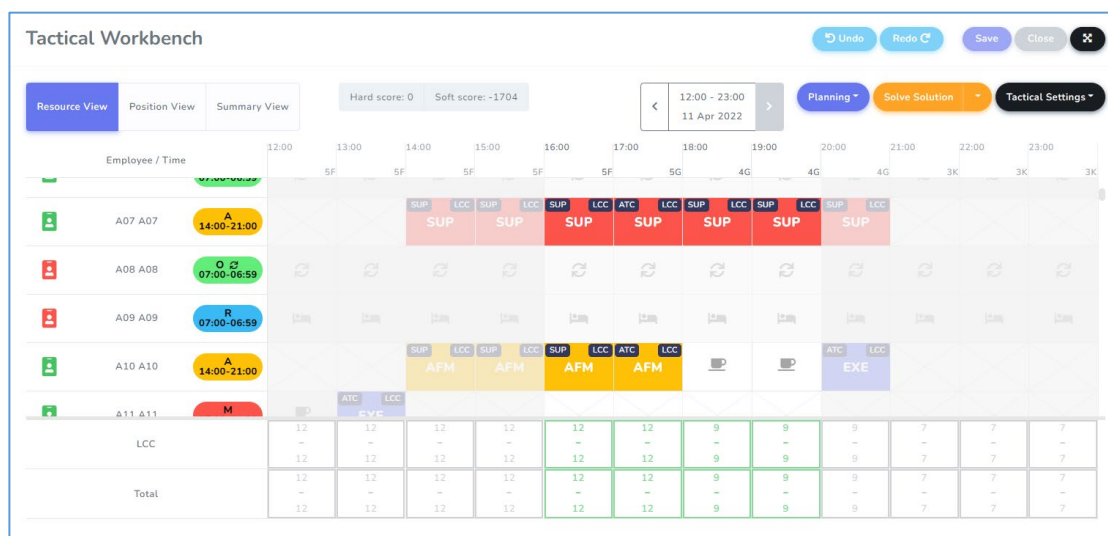 Tactical Workbench
Undo Redo Save Close
Resource View Position View Summary View Hard score: 0 Soft score: -1704 12:00 - 23:00 Planning Solve Solution Tactical Settings
11 Apr 2022
Employee / Time 12:00 13:00 14:00 15:00 16:00 17:00 18:00 19:00 20:00 21:00 22:00 23:00
5F 5F 5F 5F 5F 5G 4G 4G 4G 3K 3K 3K
07:00-06:59
SUP LCC SUP LCC SUP LCC ATC LCC SUP LCC SUP LCC SUP LCC
A07 A07 A SUP SUP SUP SUP SUP SUP SUP
14:00-21:00
A08 A08 O
07:00-06:59
A09 A09 R
07:00-06:59
SUP LCC SUP LCC SUP LCC ATC LCC ATC LCC
A10 A10 A AFM AFM AFM AFM EXE
14:00-21:00
ATC LCC
A11 A11 M EXE
12 12 12 12 12 12 9 9 9 7 7 7
LCC - - - - - - - - - - - -
12 12 12 12 12 12 9 9 9 7 7 7
12 12 12 12 12 12 9 9 9 7 7 7
Total - - - - - - - - - - - -
12 12 12 12 12 12 9 9 9 7 7 7